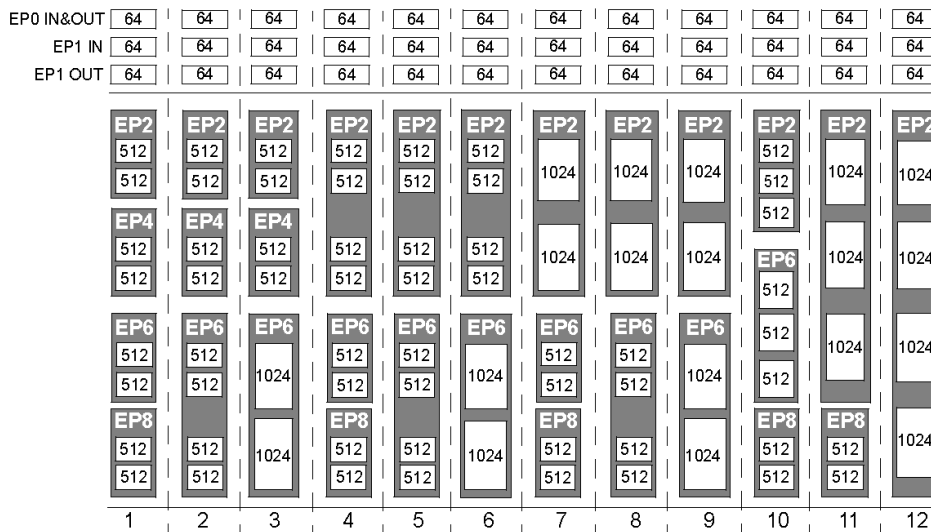 EP0 IN&OUT 64 64 64 64 64 64 64 64 64 64 64 64
EP1 IN 64 64 64 64 64 64 64 64 64 64 64 64
EP1 OUT 64 64 64 64 64 64 64 64 64 64 64 64
EP2 EP2 EP2 EP2 EP2 EP2 EP2 EP2 EP2 EP2 EP2 EP2
512 512 512 512 512 512 512
1024 1024 1024 1024 1024
512 512 512 512 512 512 512
512
EP4 EP4 EP4
512 512 512 512 512 512
1024 1024 1024 1024 1024
EP6
512 512 512 512 512 512 512
EP6 EP6 EP6 EP6 EP6 EP6 EP6 EP6 EP6
512
1024 1024
512 512 512 512 512 512
1024 1024 1024 512
512 512 512 512 512 512
EP8 EP8 EP8 EP8 EP8
1024
512 512 512 512 512 512 512 512
1024 1024 1024
512 512 512 512 512 512 512 512
1 2 3 4 5 6 7 8 9 10 11 12